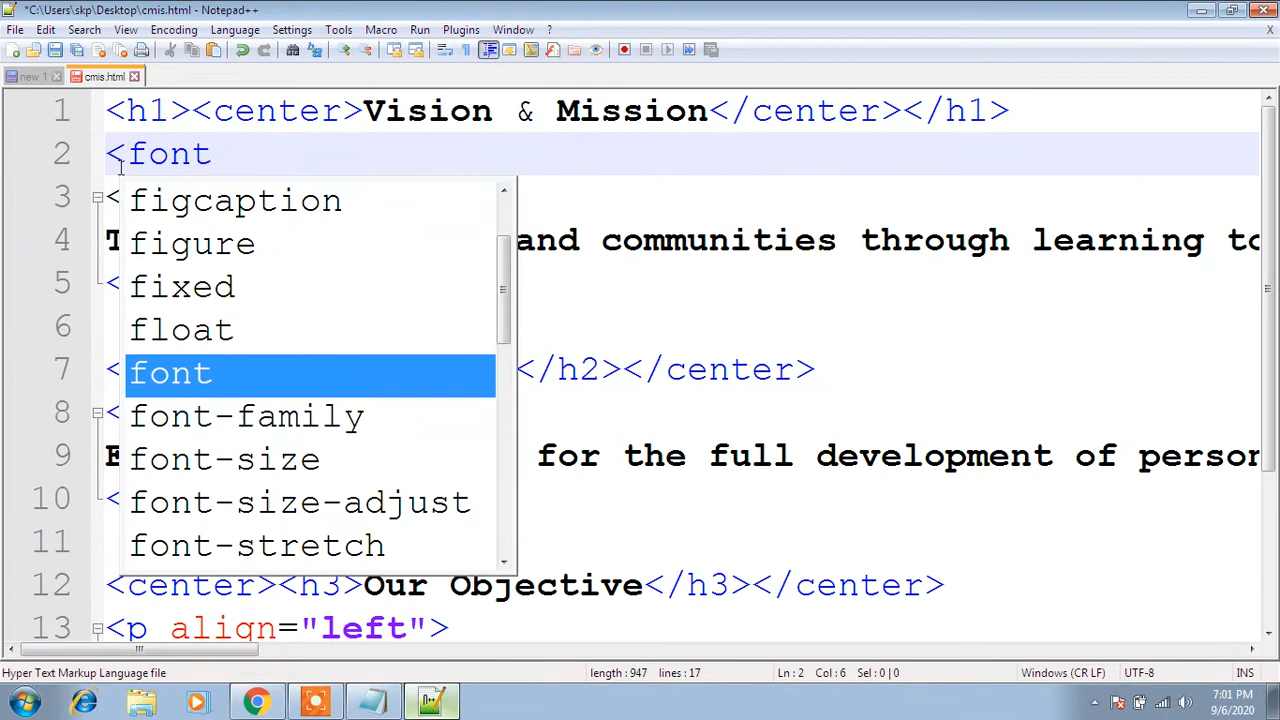 *C:\Users\skp\Desktop\cmis.html - Notepad++
File Edit Search View Encoding Language Settings Tools Macro Run Plugins Window ? X
new 1 cmis.html
1 <h1><center>Vision & Mission</center></h1>
2 <font
3 <
figcaption
4 T and communities through learning to
figure
5 <
fixed
6
float
7 < </h2></center>
font
8 <
font-family
9 E for the full development of person
font-size
10 <
font-size-adjust
11
font-stretch
12 <center><h3>Our Objective</h3></center>
13 <p align="left">
Hyper Text Markup Language file length : 947 lines : 17 Ln : 2 Col : 6 Sel : 0 | 0 Windows (CR LF) UTF-8 INS
7:01 PM
9/6/2020